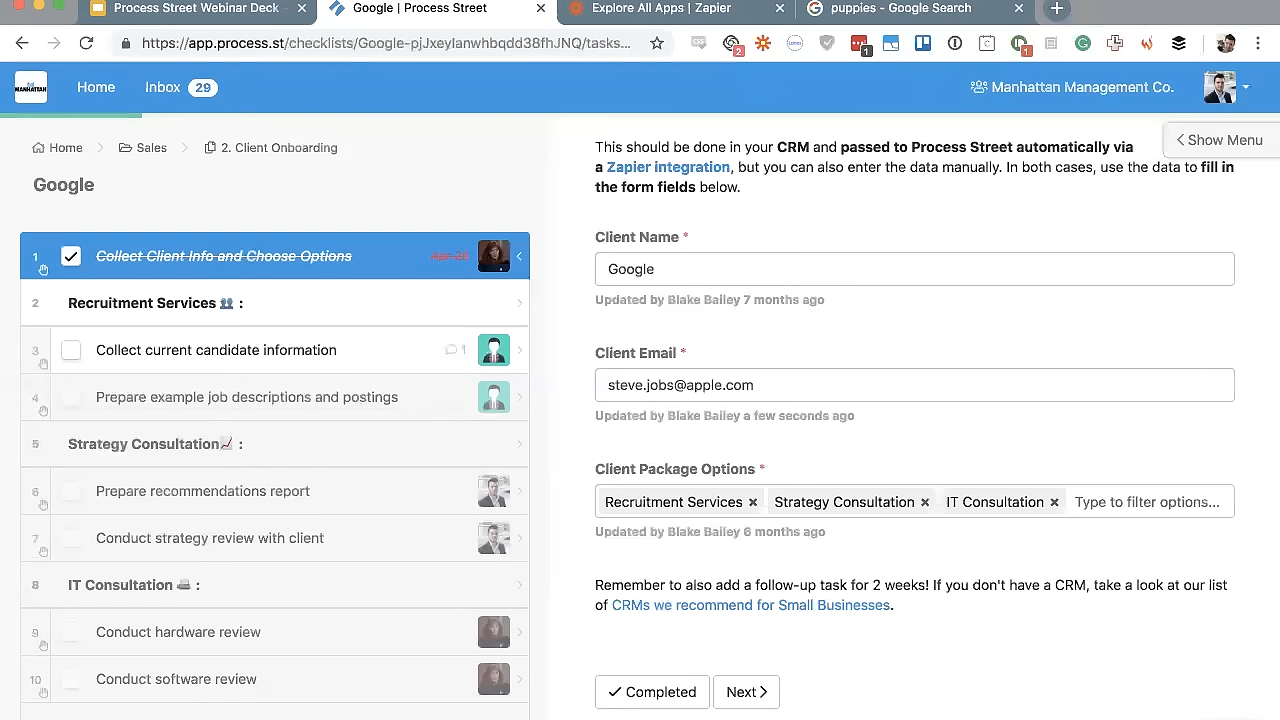 Process Street Webinar Deck
Google | Process Street
Explore All Apps | Zapier
puppies - Google Search
https://app.process.st/checklists/Google-pjJxeylanwhbqdd38fhJNQ/tasks...
2
1
1
MANHATTAN
Home
Inbox 29
Manhattan Management Co.
Home
Sales
2. Client Onboarding
Show Menu
Google
1 Collect Client Info and Choose Options
2 Recruitment Services :
3 Collect current candidate information 1
4 Prepare example job descriptions and postings
5 Strategy Consultation :
6 Prepare recommendations report
7 Conduct strategy review with client
8 IT Consultation :
9 Conduct hardware review
10 Conduct software review
This should be done in your CRM and passed to Process Street automatically via
a Zapier integration, but you can also enter the data manually. In both cases, use the data to fill in
the form fields below.
Client Name *
Google
Updated by Blake Bailey 7 months ago
Client Email *
steve.jobs@apple.com
Updated by Blake Bailey a few seconds ago
Client Package Options *
Recruitment Services × Strategy Consultation × IT Consultation × Type to filter options...
Updated by Blake Bailey 6 months ago
Remember to also add a follow-up task for 2 weeks! If you don't have a CRM, take a look at our list
of CRMs we recommend for Small Businesses.
Completed
Next